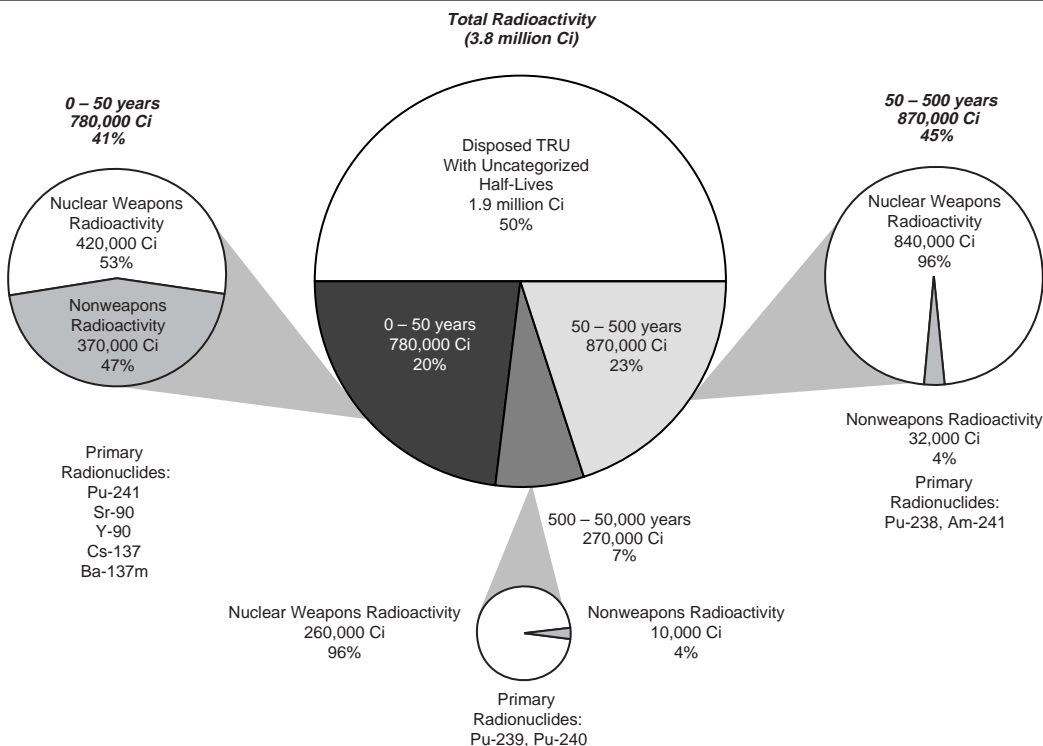 Total Radioactivity
(3.8 million Ci)
0 – 50 years
780,000 Ci
41%
Nuclear Weapons
Radioactivity
420,000 Ci
53%
Nonweapons
Radioactivity
370,000 Ci
47%
Primary
Radionuclides:
Pu-241
Sr-90
Y-90
Cs-137
Ba-137m
Disposed TRU
With Uncategorized
Half-Lives
1.9 million Ci
50%
0 – 50 years
780,000 Ci
20%
50 – 500 years
870,000 Ci
23%
50 – 500 years
870,000 Ci
45%
Nuclear Weapons
Radioactivity
840,000 Ci
96%
Nonweapons Radioactivity
32,000 Ci
4%
Primary
Radionuclides:
Pu-238, Am-241
500 – 50,000 years
270,000 Ci
7%
Nuclear Weapons Radioactivity
260,000 Ci
96%
Nonweapons Radioactivity
10,000 Ci
4%
Primary
Radionuclides:
Pu-239, Pu-240